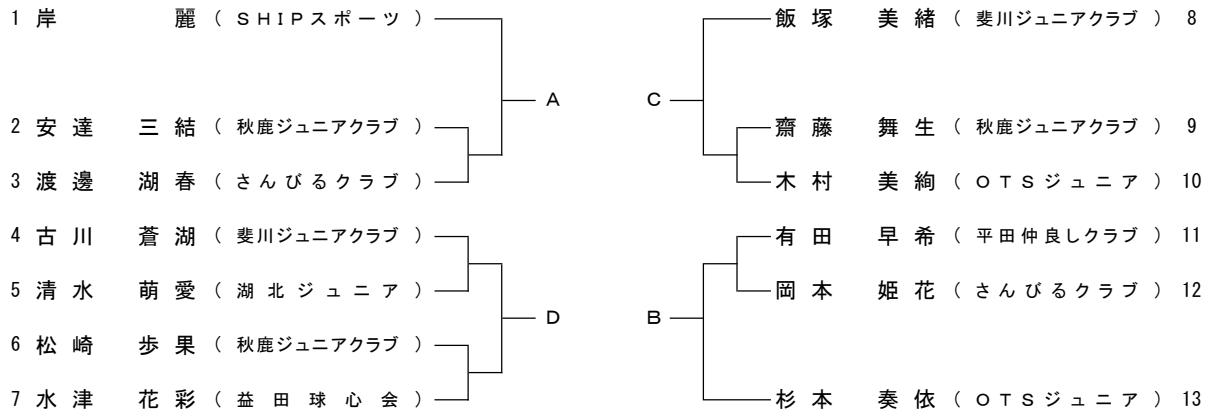 1 岸 麗 ( SHIPスポーツ )
飯塚 美緒 ( 斐川ジュニアクラブ ) 8
A
C
2 安達 三結 ( 秋鹿ジュニアクラブ )
齋藤 舞生 ( 秋鹿ジュニアクラブ ) 9
3 渡邊 湖春 ( さんびるクラブ )
木村 美絢 ( OTSジュニア ) 10
4 古川 蒼湖 ( 斐川ジュニアクラブ )
有田 早希 ( 平田仲良しクラブ ) 11
5 清水 萌愛 ( 湖北ジュニア )
岡本 姫花 ( さんびるクラブ ) 12
D
B
6 松崎 歩果 ( 秋鹿ジュニアクラブ )
7 水津 花彩 ( 益田球心会 )
杉本 奏依 ( OTSジュニア ) 13